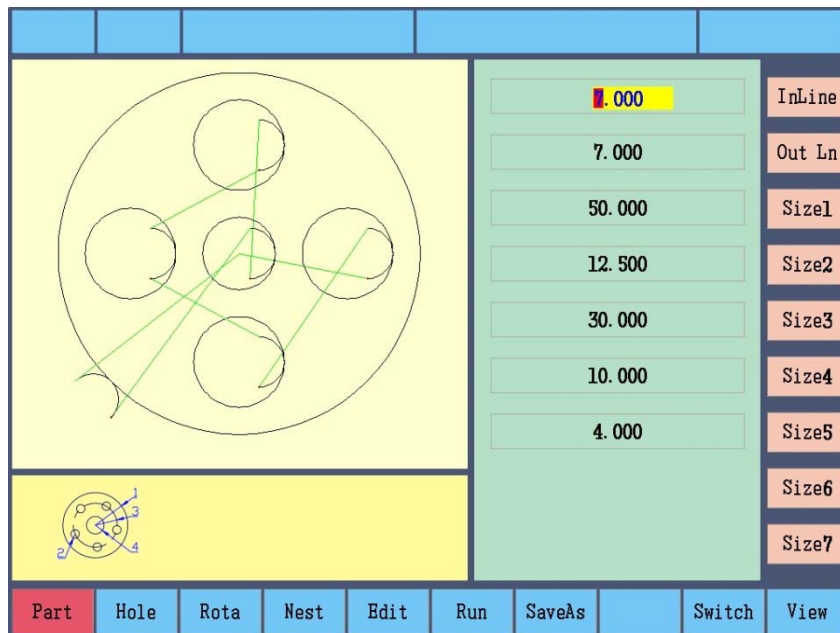 7.000 InLine
7.000 Out Ln
50.000 Size1
12.500 Size2
30.000 Size3
10.000 Size4
4.000 Size5
Size6
Size7
1
3
2
4
Part Hole Rota Nest Edit Run SaveAs Switch View